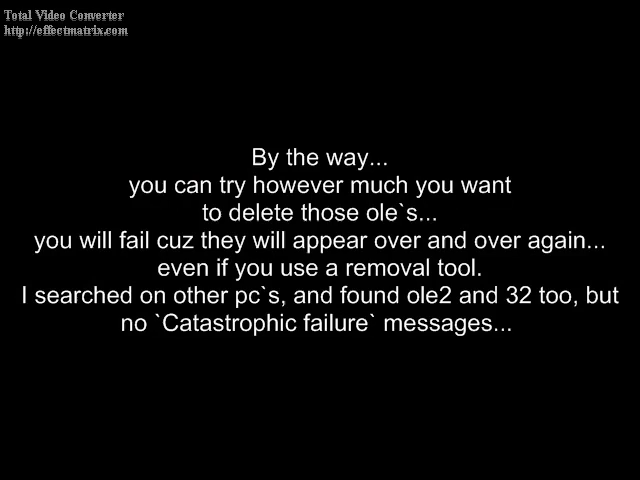 Total Video Converter
http://effectmatrix.com
By the way...
you can try however much you want
to delete those ole`s...
you will fail cuz they will appear over and over again...
even if you use a removal tool.
I searched on other pc`s, and found ole2 and 32 too, but
no `Catastrophic failure` messages...